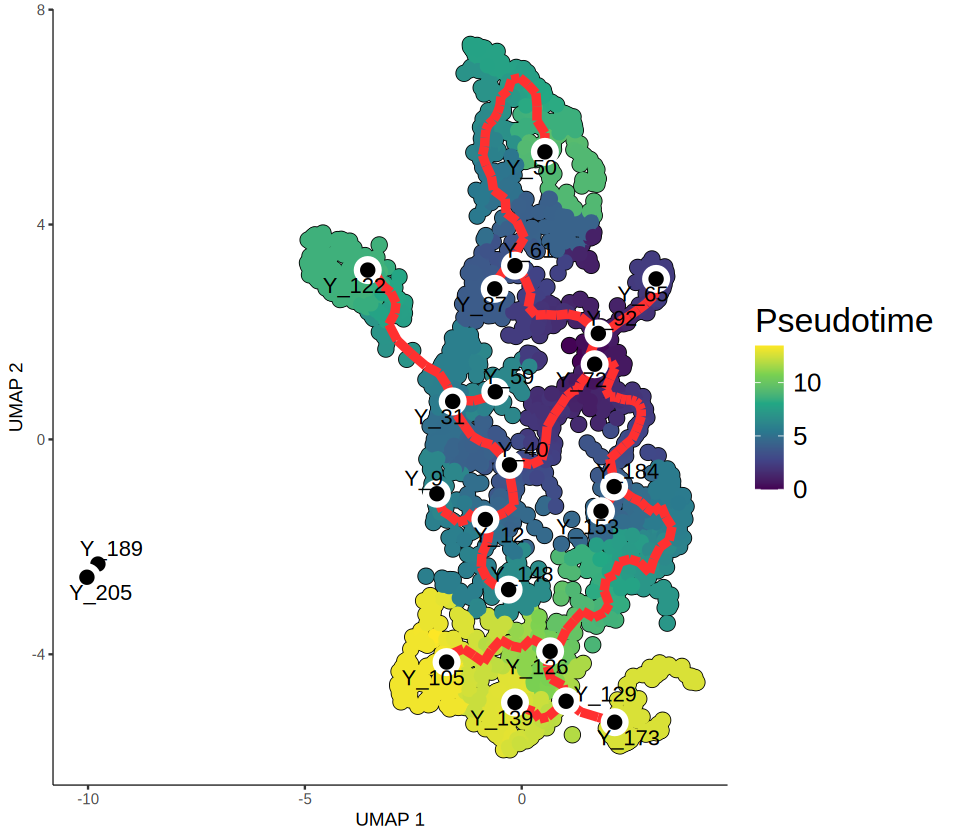 8
4
0
-4
UMAP 2
-10
-5
0
UMAP 1
Y_50
Y_61
Y_122
Y_87
Y_65
Y_92
Y_72
Y_59
Y_31
Y_40
Y_9
Y_184
Y_12
Y_153
Y_189
Y_205
Y_148
Y_126
Y_105
Y_129
Y_139
Y_173
Pseudotime
10
5
0